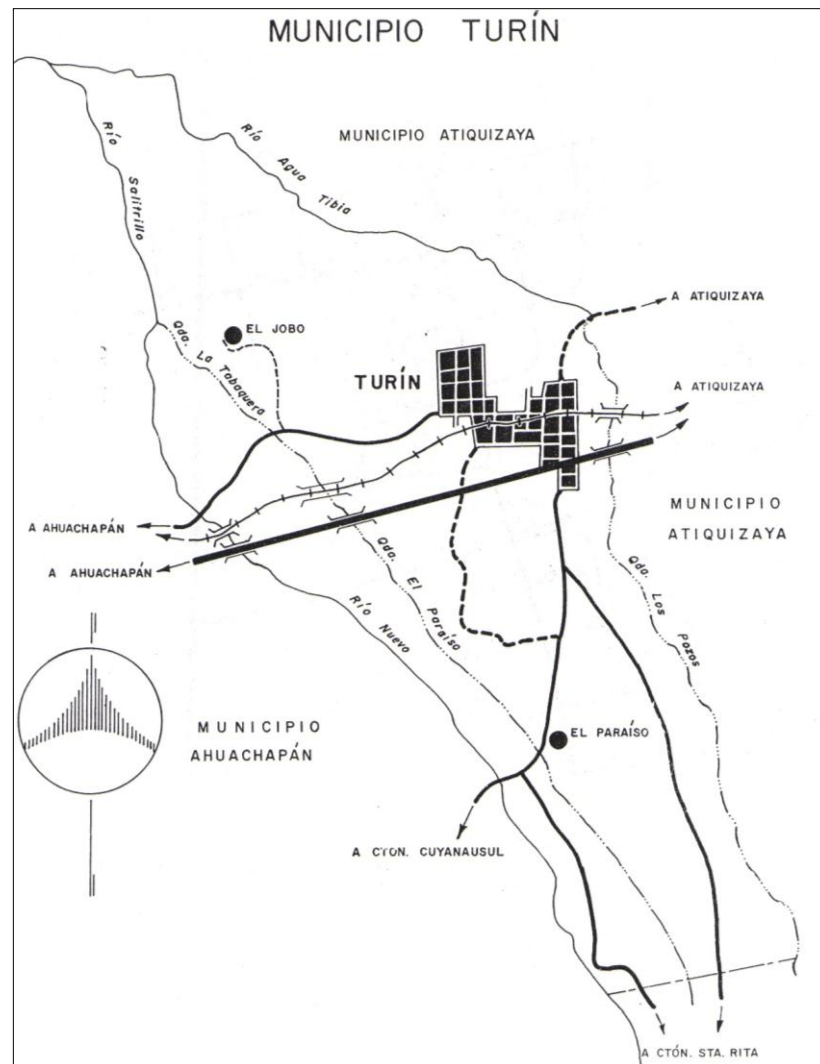 MUNICIPIO TURÍN
MUNICIPIO ATIQUIZAYA
Río Salitrillo
Río Agua Tibia
A ATIQUIZAYA
EL JOBO
Qda. La Tabaquera
TURÍN
A ATIQUIZAYA
MUNICIPIO
ATIQUIZAYA
A AHUACHAPÁN
A AHUACHAPÁN
Qda. El Paraíso
Qda. Los Pozos
Río Nuevo
MUNICIPIO
AHUACHAPÁN
EL PARAÍSO
A CTON. CUYANAUSUL
A CTÓN. STA. RITA